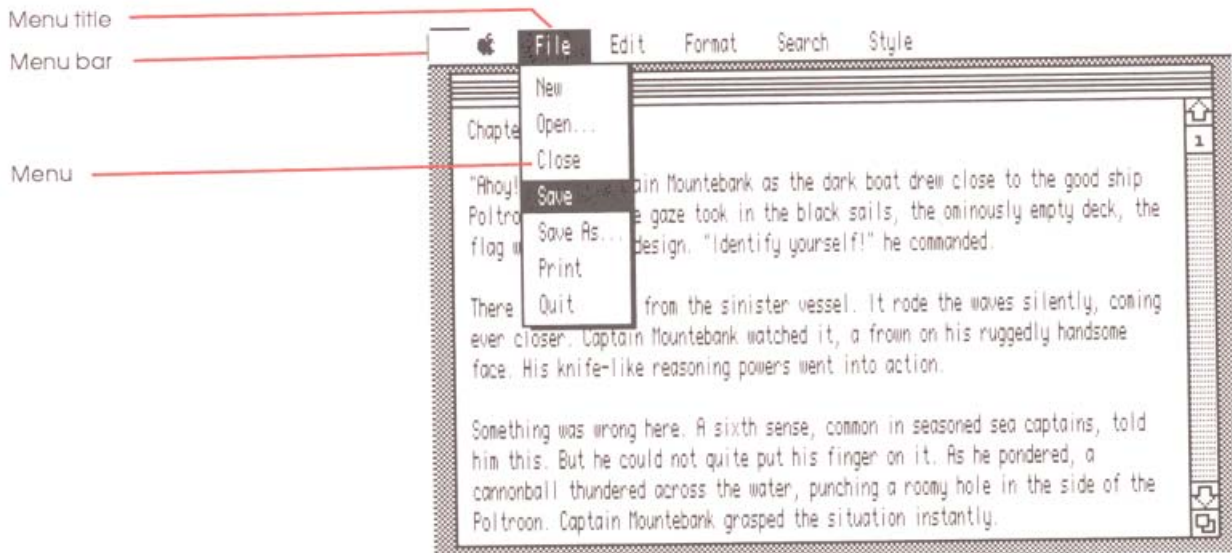 Menu title
Menu bar
Menu
File Edit Format Search Style
New
Open...
Close
Save
Save As...
Print
Quit
Chapte
1
"Ahoy! ain Mountebank as the dark boat drew close to the good ship
Poltro e gaze took in the black sails, the ominously empty deck, the
flag w design. "Identify yourself!" he commanded.
There from the sinister vessel. It rode the waves silently, coming
ever closer. Captain Mountebank watched it, a frown on his ruggedly handsome
face. His knife-like reasoning powers went into action.
Something was wrong here. A sixth sense, common in seasoned sea captains, told
him this. But he could not quite put his finger on it. As he pondered, a
cannonball thundered across the water, punching a roomy hole in the side of the
Poltroon. Captain Mountebank grasped the situation instantly.